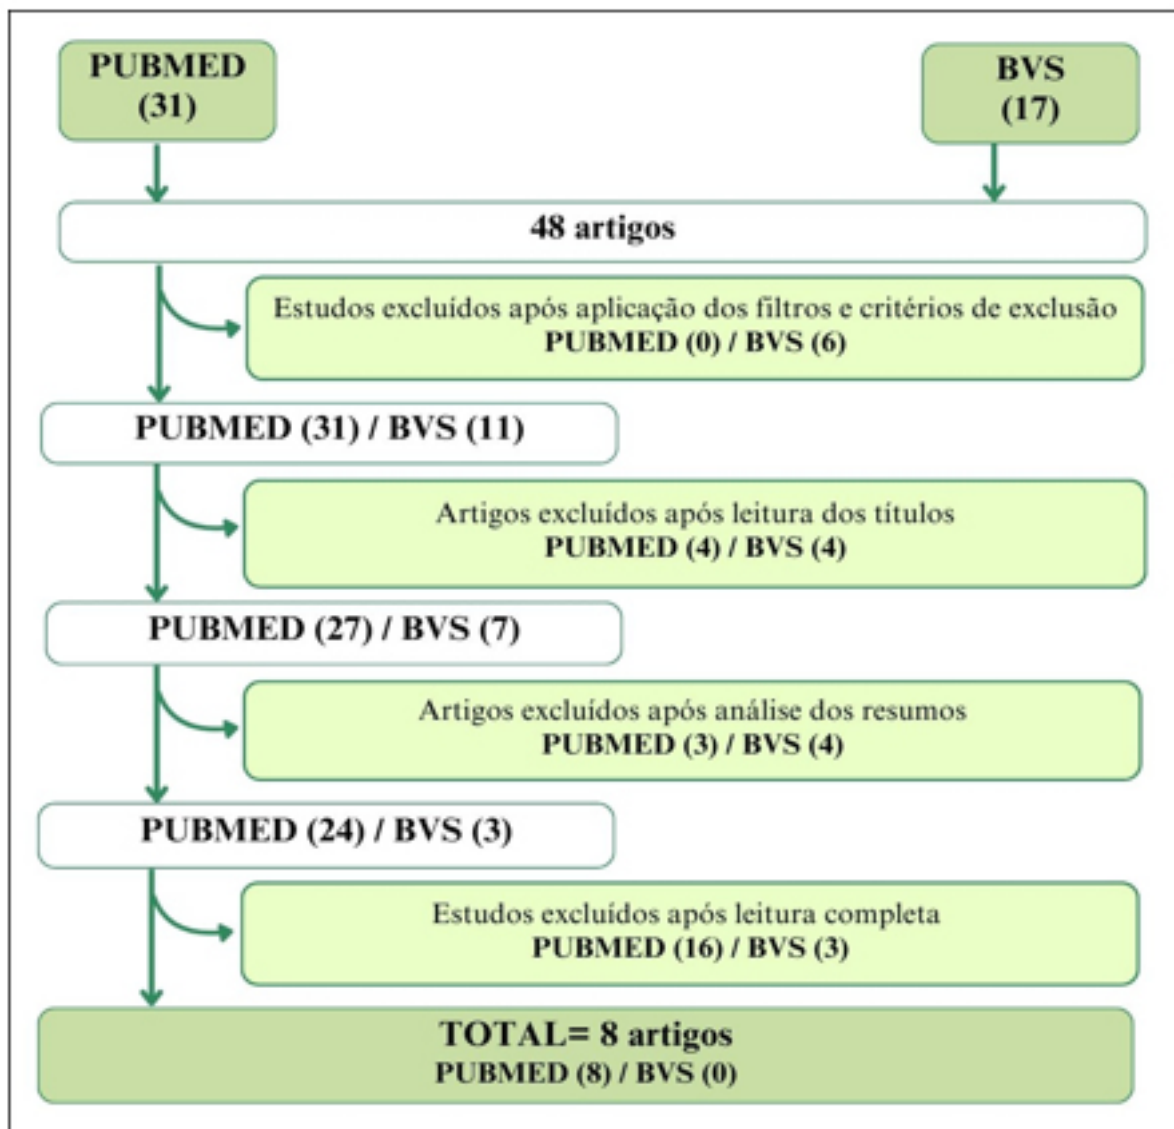 PUBMED
(31)
BVS
(17)
48 artigos
Estudos excluídos após aplicação dos filtros e critérios de exclusão
PUBMED (0) / BVS (6)
PUBMED (31) / BVS (11)
Artigos excluídos após leitura dos títulos
PUBMED (4) / BVS (4)
PUBMED (27) / BVS (7)
Artigos excluídos após análise dos resumos
PUBMED (3) / BVS (4)
PUBMED (24) / BVS (3)
Estudos excluídos após leitura completa
PUBMED (16) / BVS (3)
TOTAL= 8 artigos
PUBMED (8) / BVS (0)